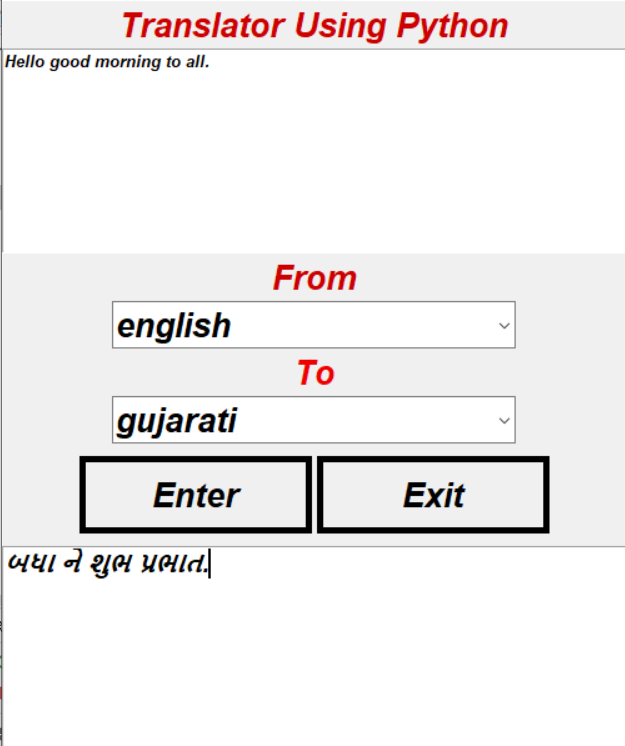 Translator Using Python
Hello good morning to all.
From
english
To
gujarati
Enter Exit
બધા ને શુભ પ્રભાત.